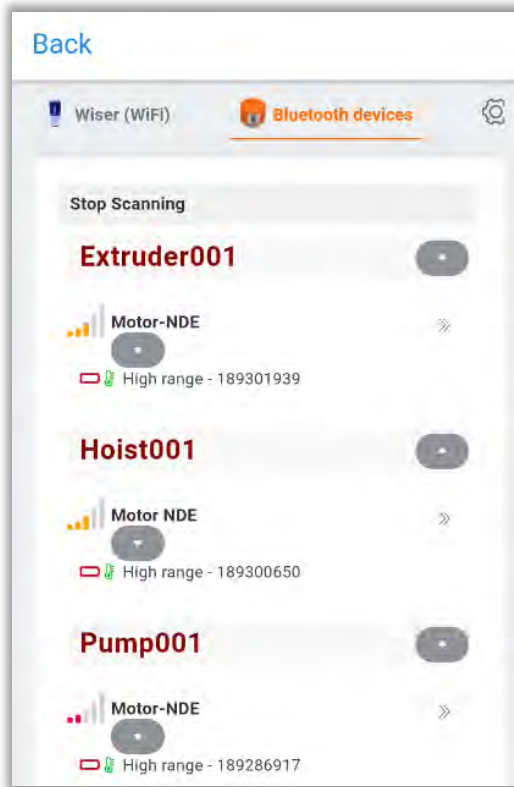 Back
Wiser (WiFi) Bluetooth devices
Stop Scanning
Extruder001
Motor-NDE
High range - 189301939
Hoist001
Motor NDE
High range - 189300650
Pump001
Motor-NDE
High range - 189286917